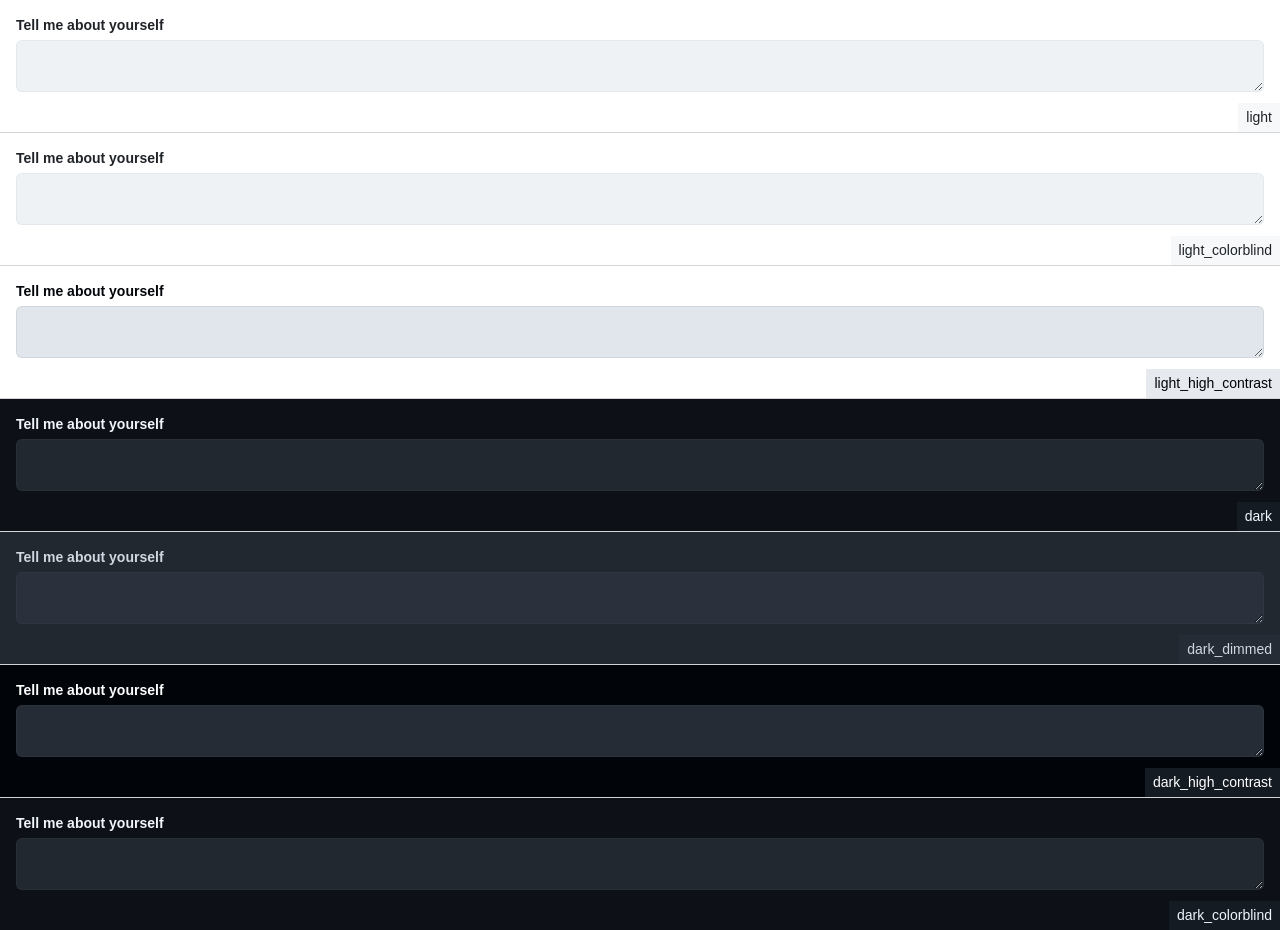 Tell me about yourself
light
Tell me about yourself
light_colorblind
Tell me about yourself
light_high_contrast
Tell me about yourself
dark
Tell me about yourself
dark_dimmed
Tell me about yourself
dark_high_contrast
Tell me about yourself
dark_colorblind